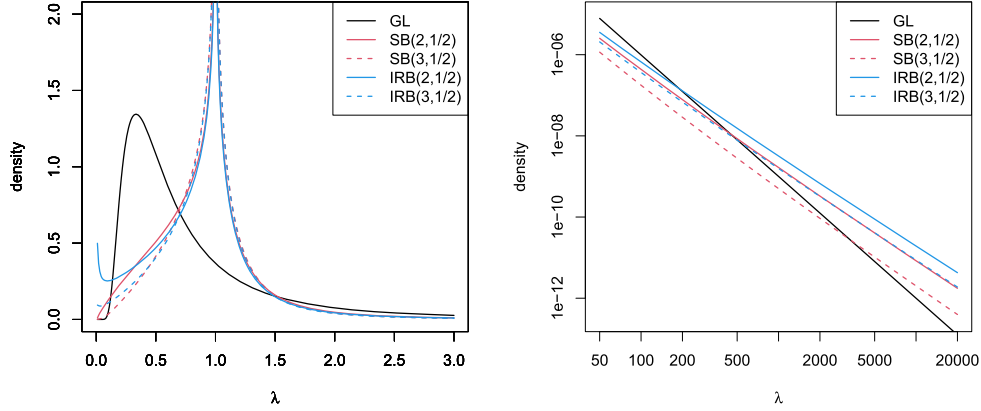 GL
SB(2,1/2)
SB(3,1/2)
IRB(2,1/2)
IRB(3,1/2)
density
2.0
1.5
1.0
0.5
0.0
0.0 0.5 1.0 1.5 2.0 2.5 3.0
λ
GL
SB(2,1/2)
SB(3,1/2)
IRB(2,1/2)
IRB(3,1/2)
density
1e−06
1e−08
1e−10
1e−12
50 100 200 500 2000 5000 20000
λ